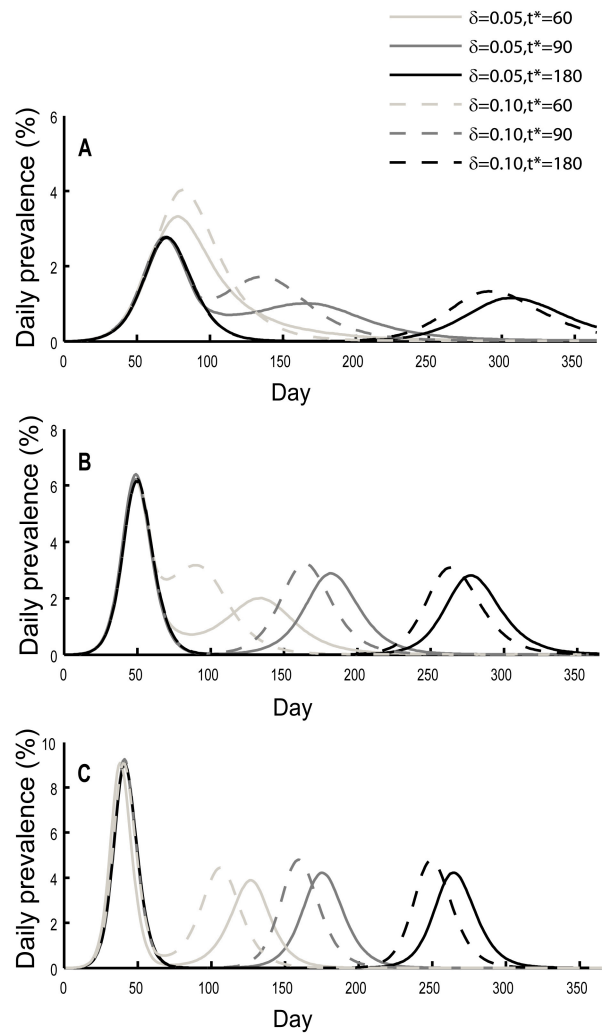 δ=0.05,t*=60
δ=0.05,t*=90
δ=0.05,t*=180
δ=0.10,t*=60
δ=0.10,t*=90
δ=0.10,t*=180
A
Daily prevalence (%)
6
4
2
0
0 50 100 150 200 250 300 350
Day
B
Daily prevalence (%)
8
6
4
2
0
0 50 100 150 200 250 300 350
Day
C
Daily prevalence (%)
10
8
6
4
2
0
0 50 100 150 200 250 300 350
Day